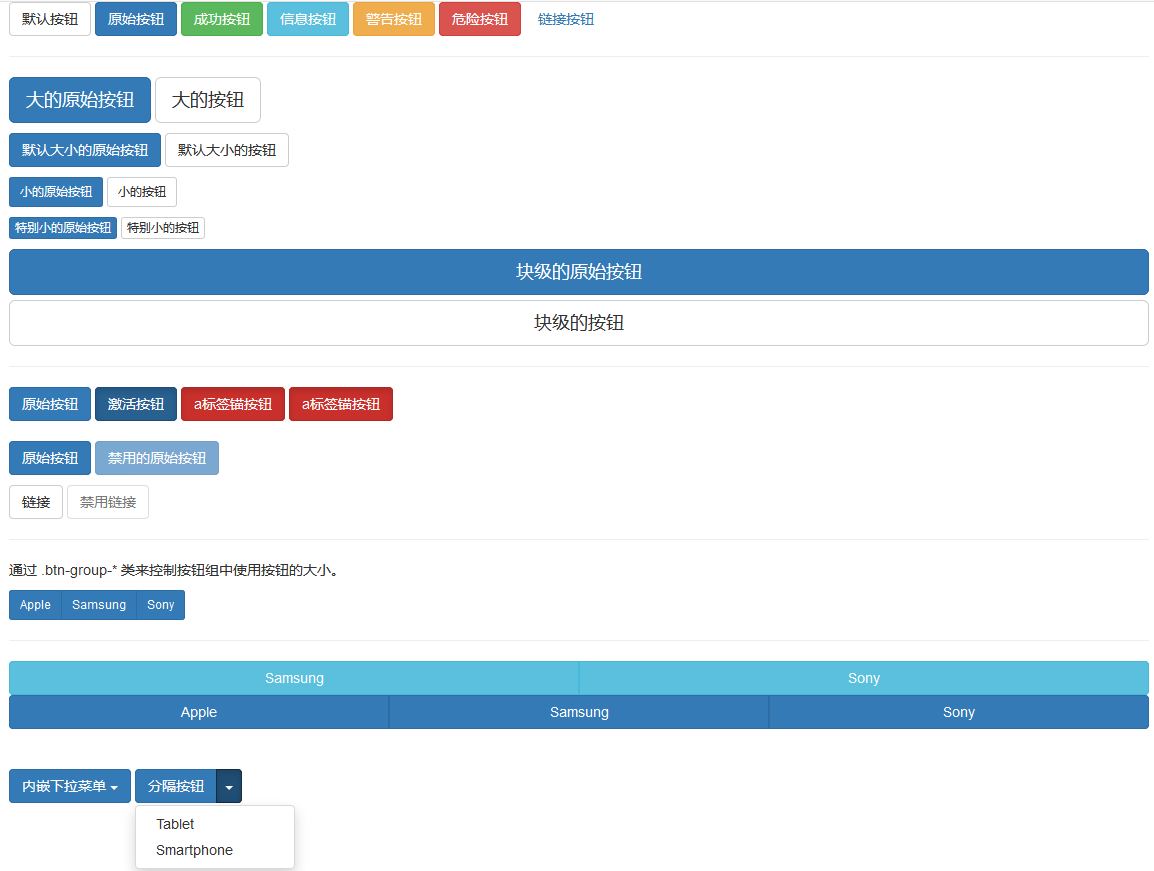 默认按钮 原始按钮 成功按钮 信息按钮 警告按钮 危险按钮 链接按钮
大的原始按钮 大的按钮
默认大小的原始按钮 默认大小的按钮
小的原始按钮 小的按钮
特别小的原始按钮 特别小的按钮
块级的原始按钮
块级的按钮
原始按钮 激活按钮 a标签锚按钮 a标签锚按钮
原始按钮 禁用的原始按钮
链接 禁用链接
通过 .btn-group-* 类来控制按钮组中使用按钮的大小。
Apple Samsung Sony
Samsung Sony
Apple Samsung Sony
内嵌下拉菜单 分隔按钮
Tablet
Smartphone